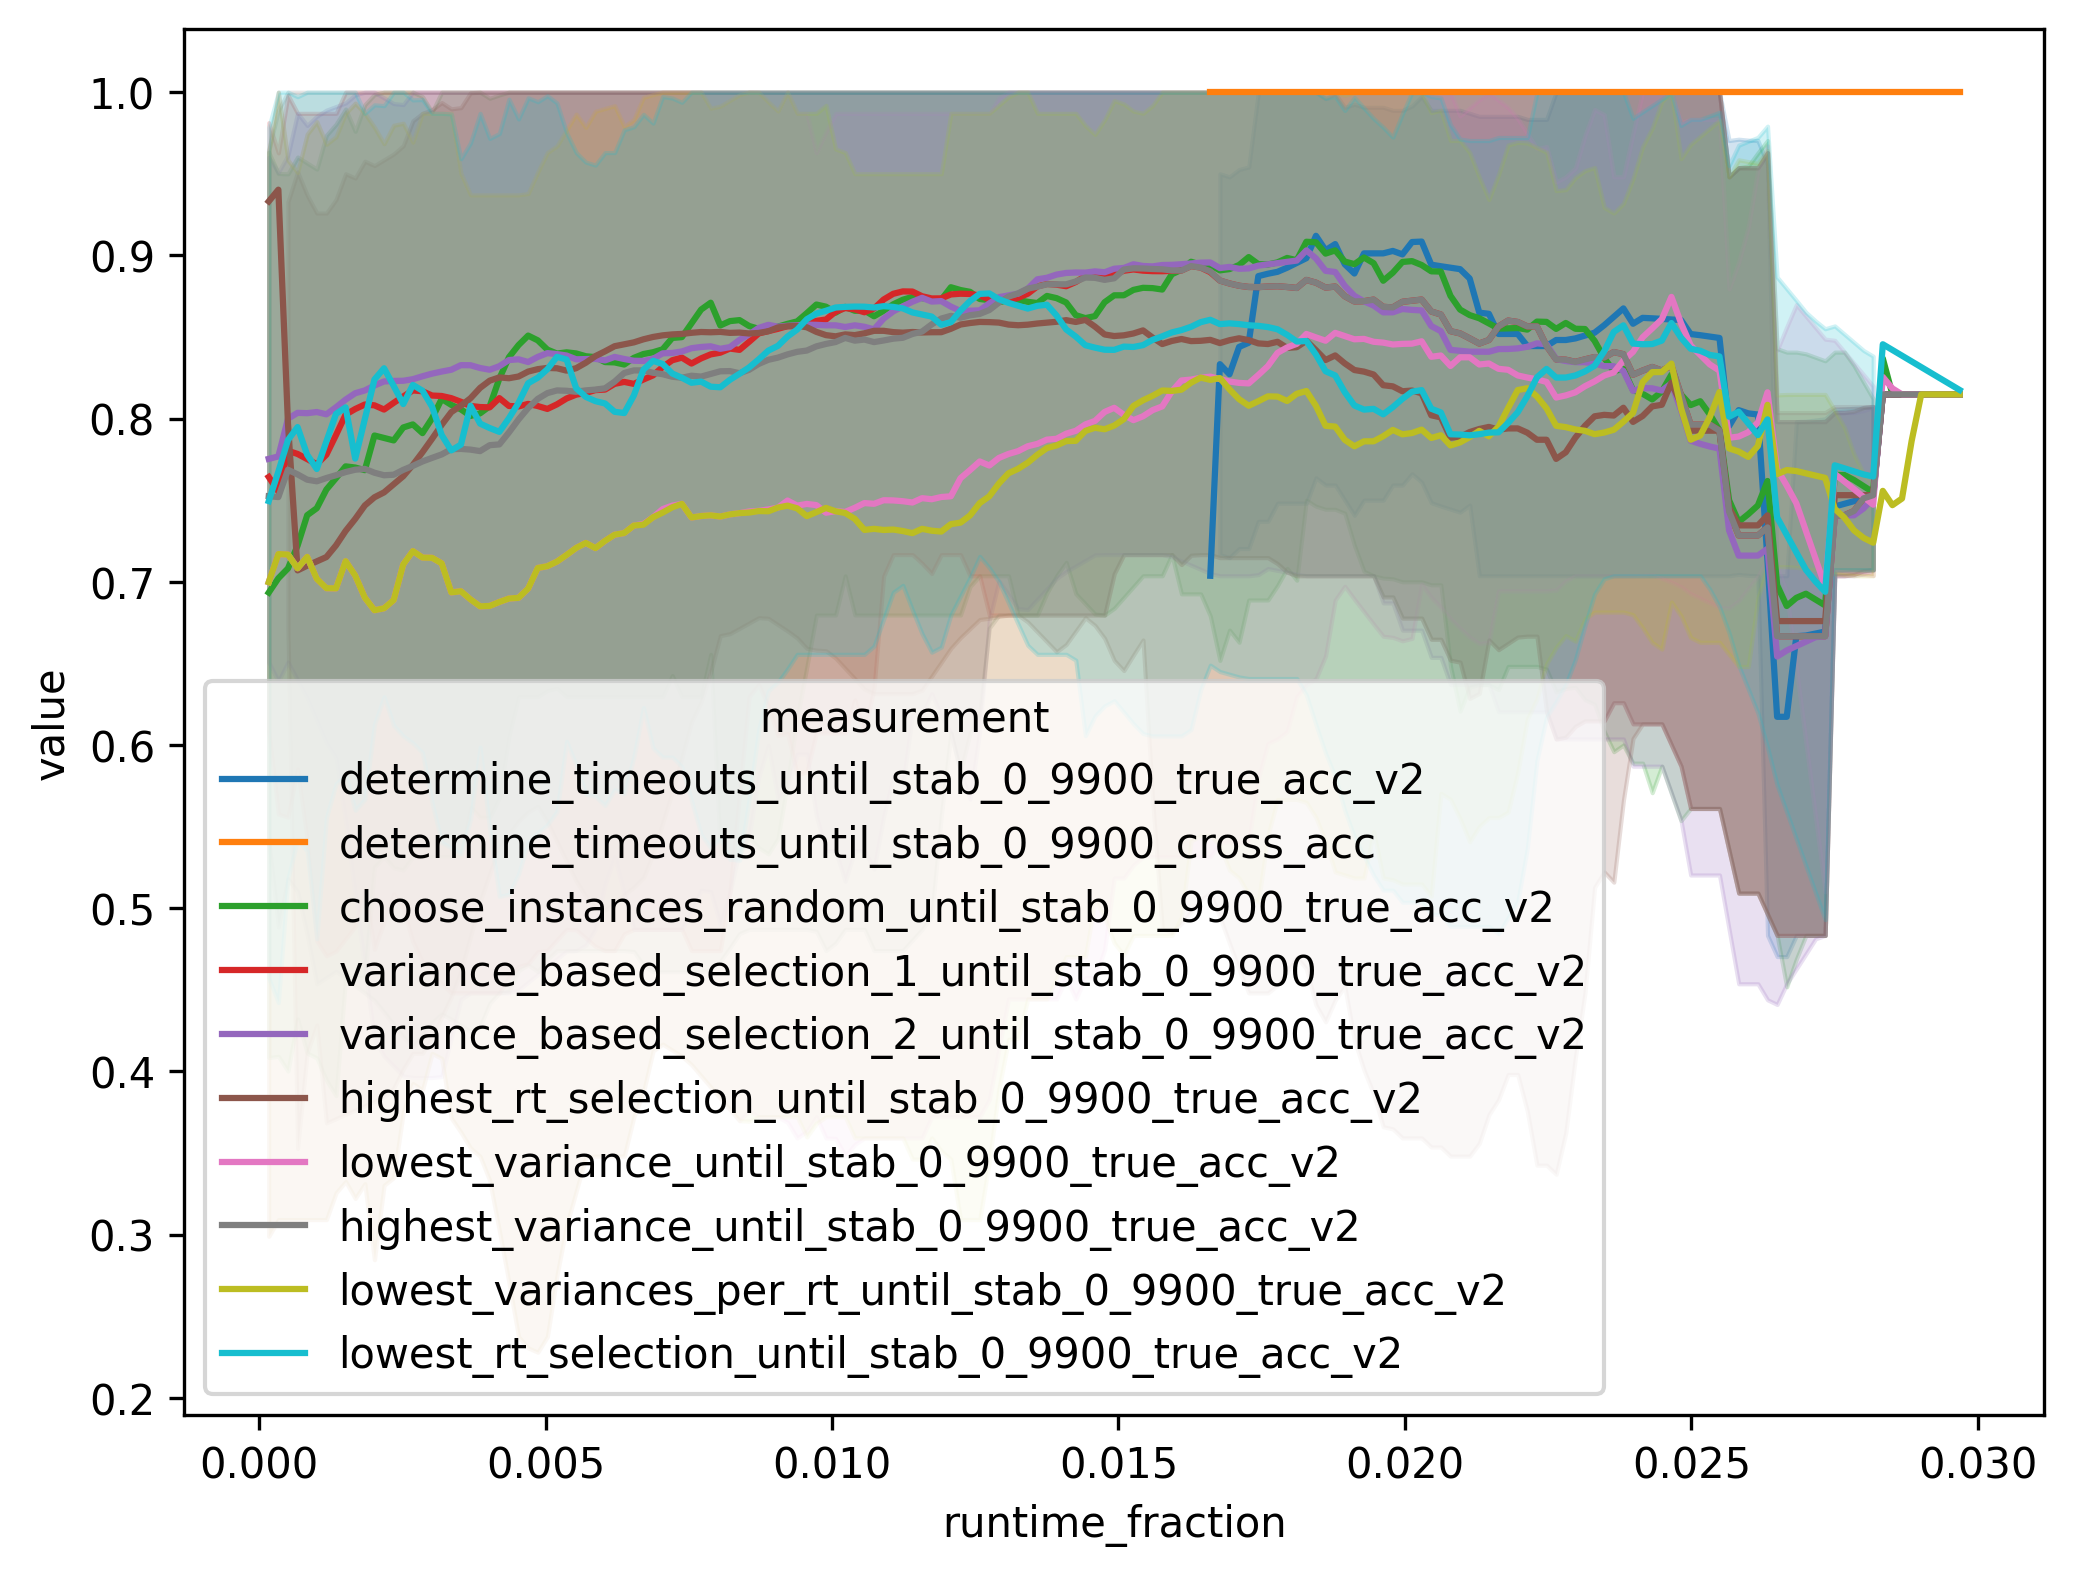 1.0
0.9
0.8
0.7
0.6
0.5
0.4
0.3
0.2
value
measurement
determine_timeouts_until_stab_0_9900_true_acc_v2
determine_timeouts_until_stab_0_9900_cross_acc
choose_instances_random_until_stab_0_9900_true_acc_v2
variance_based_selection_1_until_stab_0_9900_true_acc_v2
variance_based_selection_2_until_stab_0_9900_true_acc_v2
highest_rt_selection_until_stab_0_9900_true_acc_v2
lowest_variance_until_stab_0_9900_true_acc_v2
highest_variance_until_stab_0_9900_true_acc_v2
lowest_variances_per_rt_until_stab_0_9900_true_acc_v2
lowest_rt_selection_until_stab_0_9900_true_acc_v2
0.000 0.005 0.010 0.015 0.020 0.025 0.030
runtime_fraction